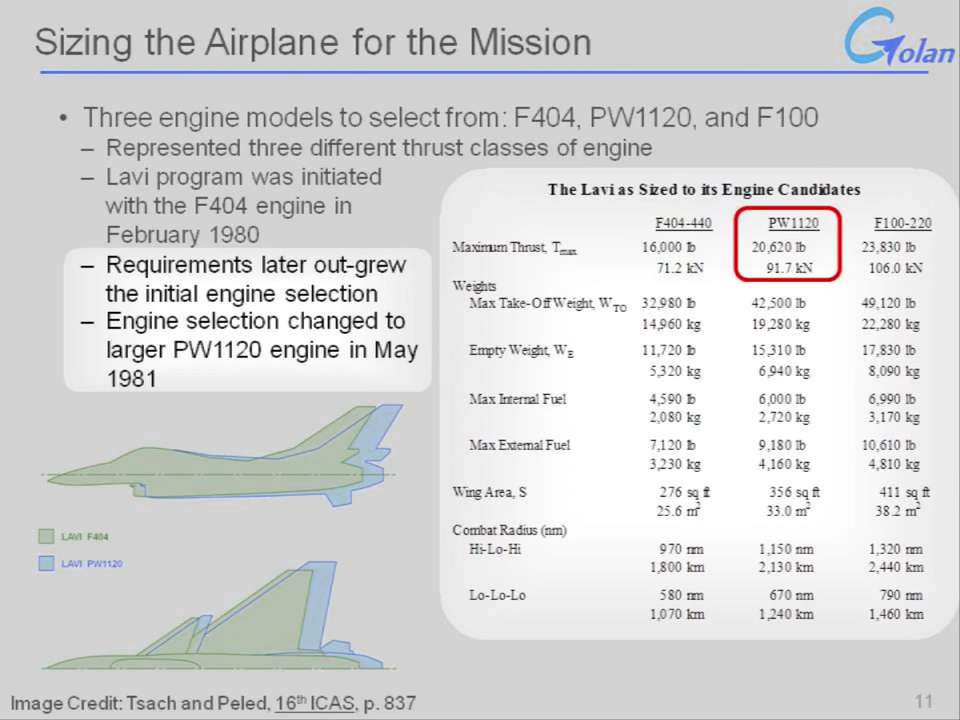 Sizing the Airplane for the Mission
Golan
• Three engine models to select from: F404, PW1120, and F100
– Represented three different thrust classes of engine
– Lavi program was initiated
with the F404 engine in
February 1980
– Requirements later out-grew
the initial engine selection
– Engine selection changed to
larger PW1120 engine in May
1981
The Lavi as Sized to its Engine Candidates
F404-440 PW1120 F100-220
Maximum Thrust, Tmax 16,000 lb 20,620 lb 23,830 lb
71.2 kN 91.7 kN 106.0 kN
Weights
Max Take-Off Weight, WTO 32,980 lb 42,500 lb 49,120 lb
14,960 kg 19,280 kg 22,280 kg
Empty Weight, WE 11,720 lb 15,310 lb 17,830 lb
5,320 kg 6,940 kg 8,090 kg
Max Internal Fuel 4,590 lb 6,000 lb 6,990 lb
2,080 kg 2,720 kg 3,170 kg
Max External Fuel 7,120 lb 9,180 lb 10,610 lb
3,230 kg 4,160 kg 4,810 kg
Wing Area, S 276 sq ft 356 sq ft 411 sq ft
25.6 m² 33.0 m² 38.2 m²
Combat Radius (nm)
Hi-Lo-Hi 970 nm 1,150 nm 1,320 nm
1,800 km 2,130 km 2,440 km
Lo-Lo-Lo 580 nm 670 nm 790 nm
1,070 km 1,240 km 1,460 km
LAVI F404
LAVI PW1120
Image Credit: Tsach and Peled, 16th ICAS, p. 837
11